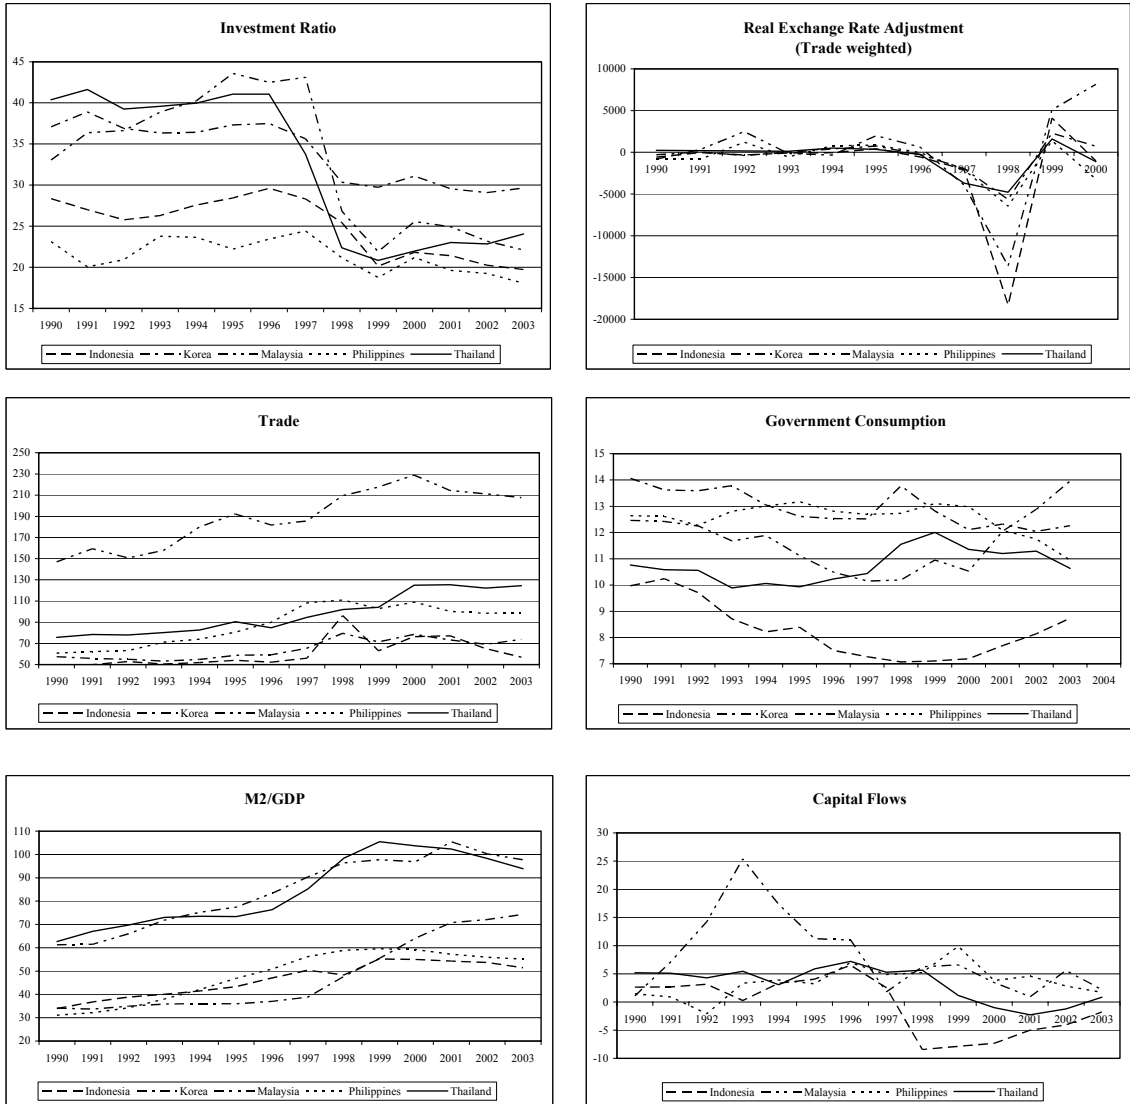 Investment Ratio
45
40
35
30
25
20
15
1990 1991 1992 1993 1994 1995 1996 1997 1998 1999 2000 2001 2002 2003
Indonesia Korea Malaysia Philippines Thailand
Real Exchange Rate Adjustment
(Trade weighted)
10000
5000
0
-5000
-10000
-15000
-20000
1990 1991 1992 1993 1994 1995 1996 1997 1998 1999 2000
Indonesia Korea Malaysia Philippines Thailand
Trade
250
230
210
190
170
150
130
110
90
70
50
1990 1991 1992 1993 1994 1995 1996 1997 1998 1999 2000 2001 2002 2003
Indonesia Korea Malaysia Philippines Thailand
Government Consumption
15
14
13
12
11
10
9
8
7
1990 1991 1992 1993 1994 1995 1996 1997 1998 1999 2000 2001 2002 2003 2004
Indonesia Korea Malaysia Philippines Thailand
M2/GDP
110
100
90
80
70
60
50
40
30
20
1990 1991 1992 1993 1994 1995 1996 1997 1998 1999 2000 2001 2002 2003
Indonesia Korea Malaysia Philippines Thailand
Capital Flows
30
25
20
15
10
5
0
-5
-10
1990 1991 1992 1993 1994 1995 1996 1997 1998 1999 2000 2001 2002 2003
Indonesia Korea Malaysia Philippines Thailand